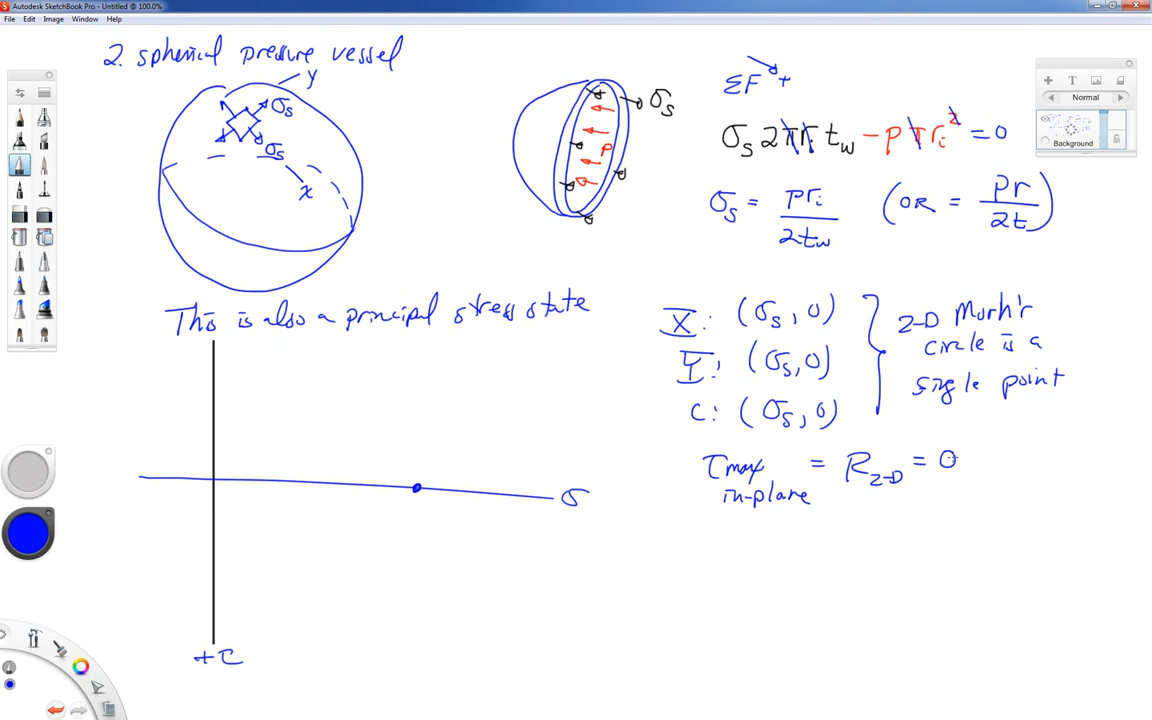 Autodesk SketchBook Pro - Untitled @ 100.0%
File Edit Image Window Help
2. spherical pressure vessel
y
σs
σs
x
σs
P
ΣF +
σs 2πri tw - p πri² = 0
σs = pri / 2tw (OR = pr / 2t)
This is also a principal stress state
X: (σs, 0)
Y: (σs, 0)
C: (σs, 0)
2-D Morh'r
circle is a
single point
τmax in-plane = R2-D = 0
σ
+τ
T
Normal
Background